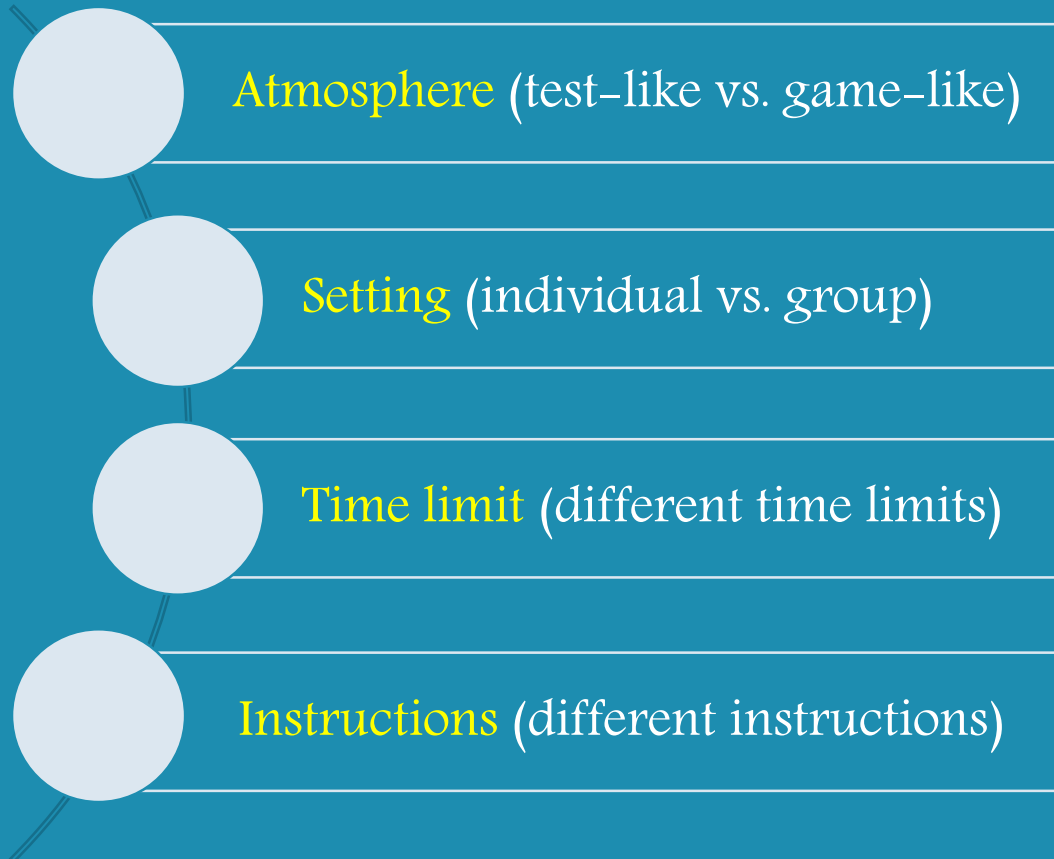 Atmosphere (test-like vs. game-like)
Setting (individual vs. group)
Time limit (different time limits)
Instructions (different instructions)